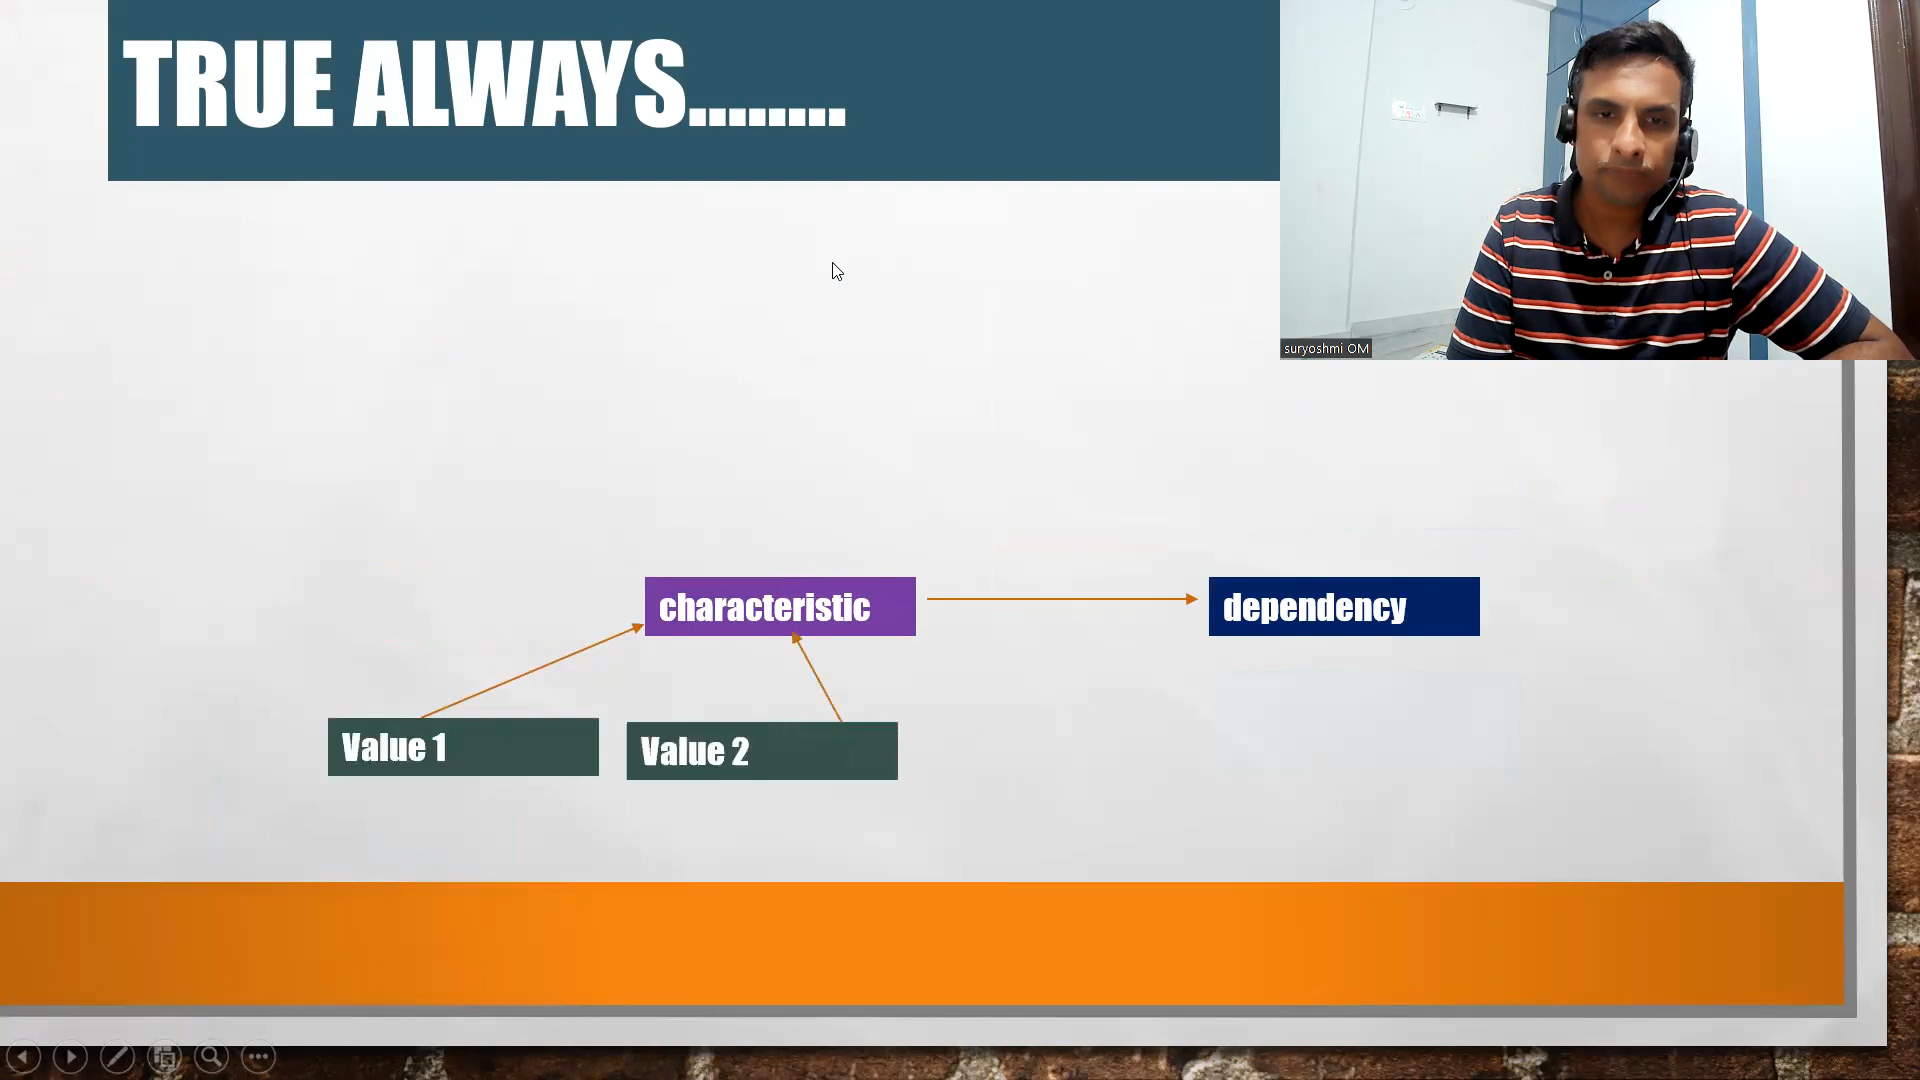 TRUE ALWAYS........
suryoshmi OM
characteristic
dependency
Value 1
Value 2